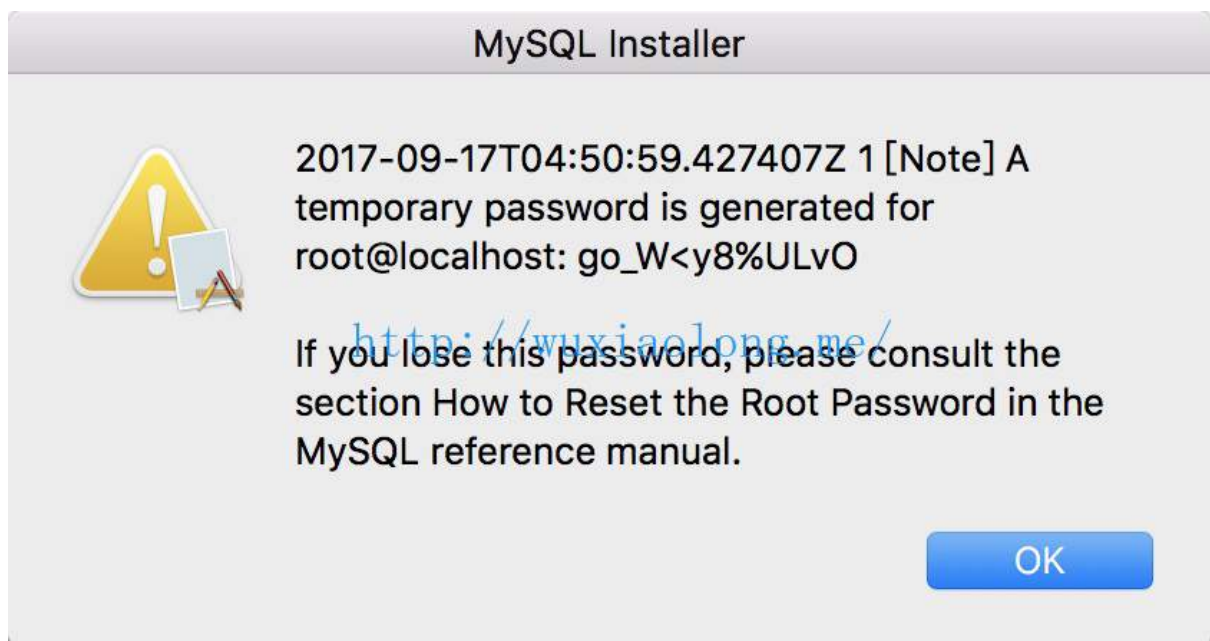 MySQL Installer
2017-09-17T04:50:59.427407Z 1 [Note] A
temporary password is generated for
root@localhost: go_W<y8%ULvO
http://wuxiaolong.me/
If you lose this password, please consult the
section How to Reset the Root Password in the
MySQL reference manual.
OK